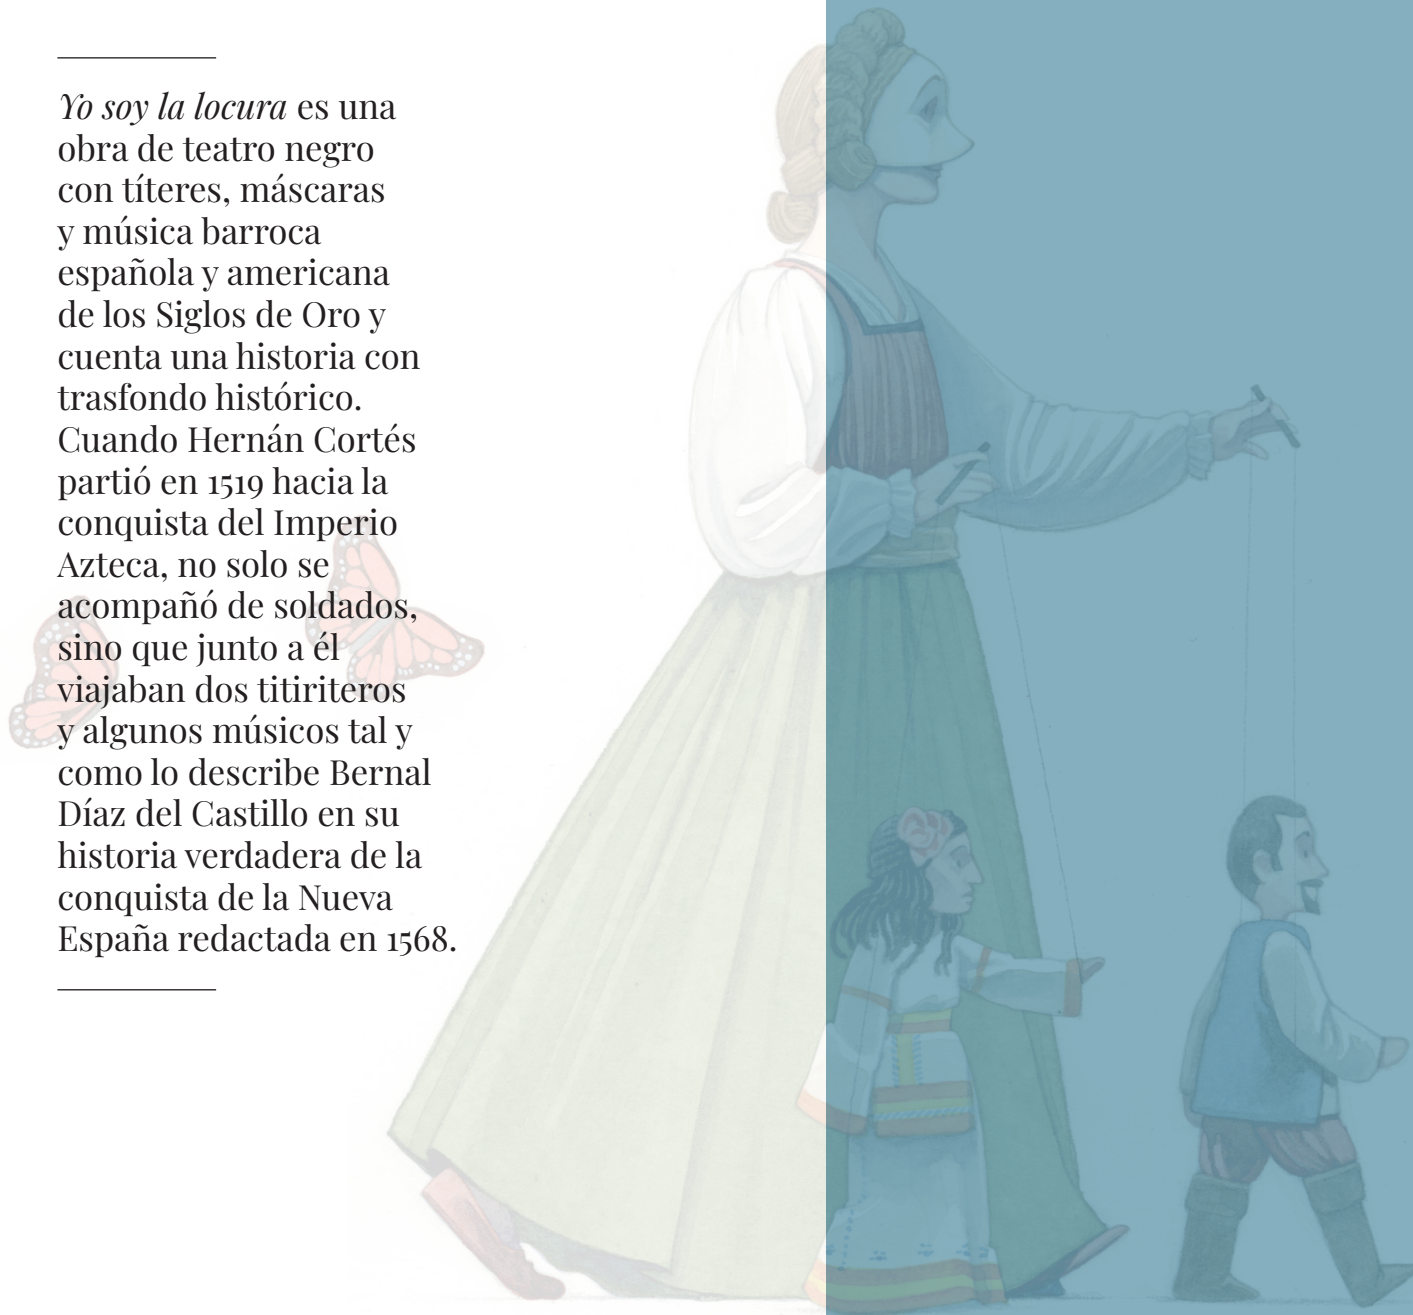 Yo soy la locura es una
obra de teatro negro
con títeres, máscaras
y música barroca
española y americana
de los Siglos de Oro y
cuenta una historia con
trasfondo histórico.
Cuando Hernán Cortés
partió en 1519 hacia la
conquista del Imperio
Azteca, no solo se
acompañó de soldados,
sino que junto a él
viajaban dos titiriteros
y algunos músicos tal y
como lo describe Bernal
Díaz del Castillo en su
historia verdadera de la
conquista de la Nueva
España redactada en 1568.